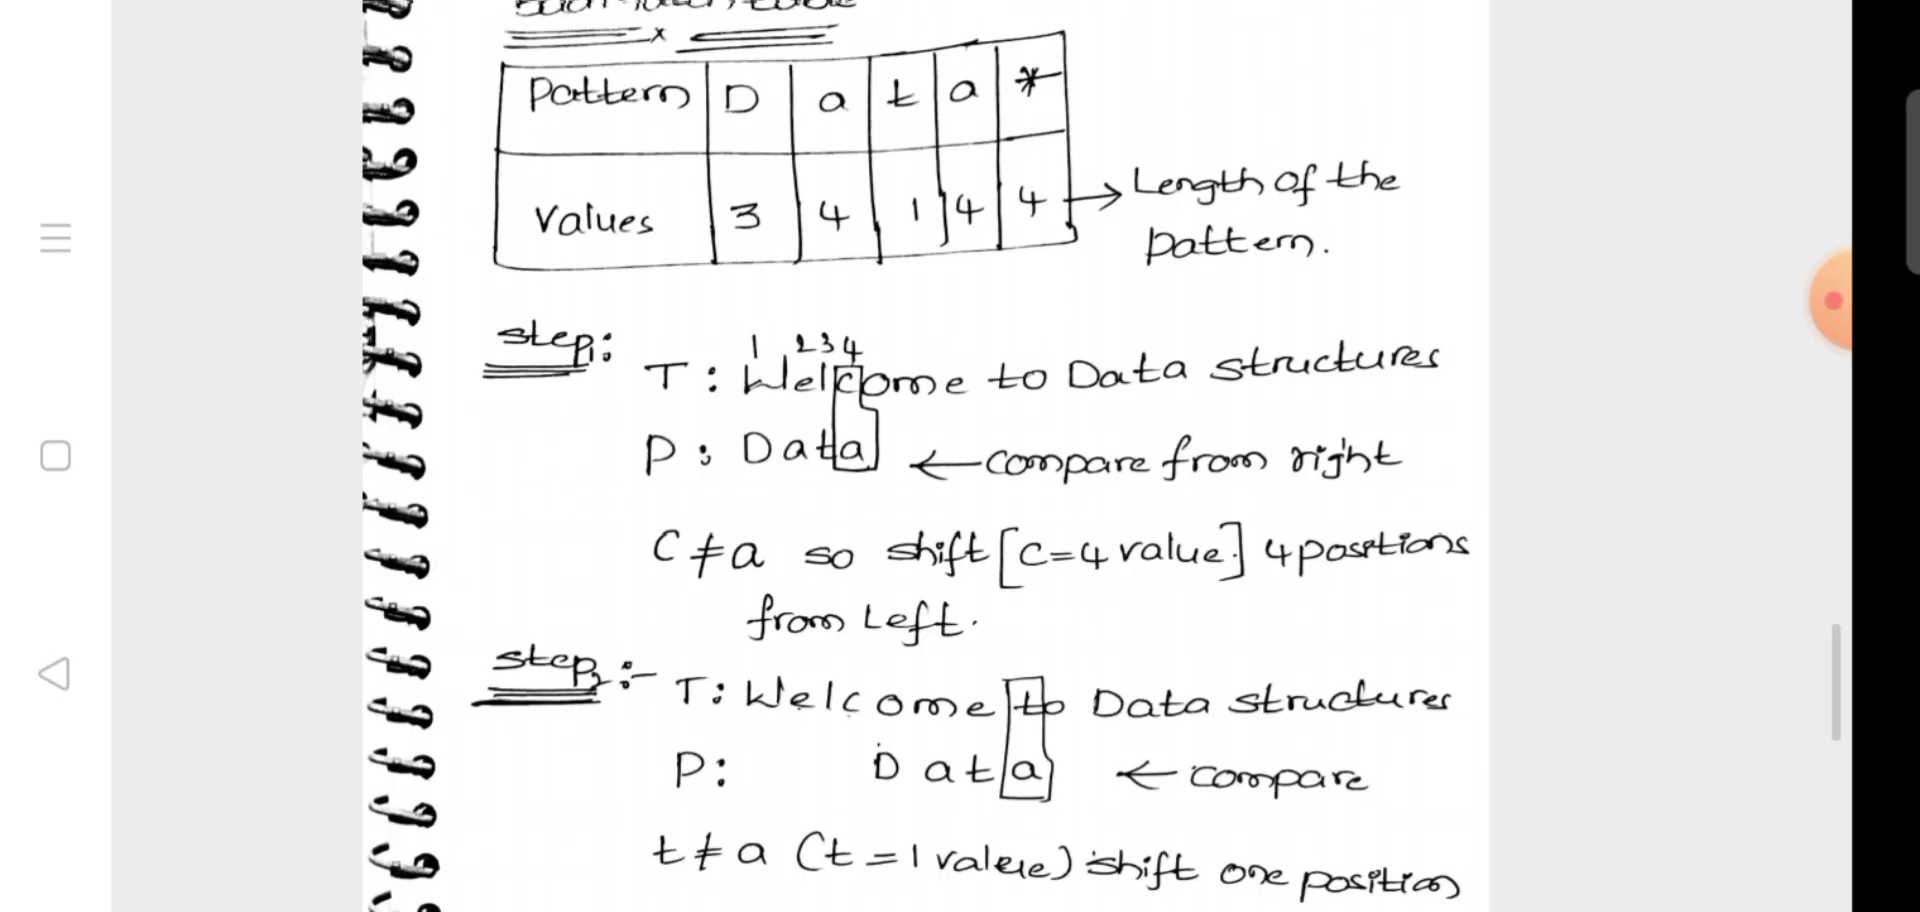 Pattern D a t a *
Values 3 4 1 4 4 → Length of the
pattern.
Step1:
1 2 3 4
T : Welcome to Data structures
P : Data ← compare from right
C ≠ a so shift [c=4 value] 4 positions
from Left.
Step2 :-
T: Welcome to Data structures
P: Data ← compare
t ≠ a (t = 1 value) shift one position